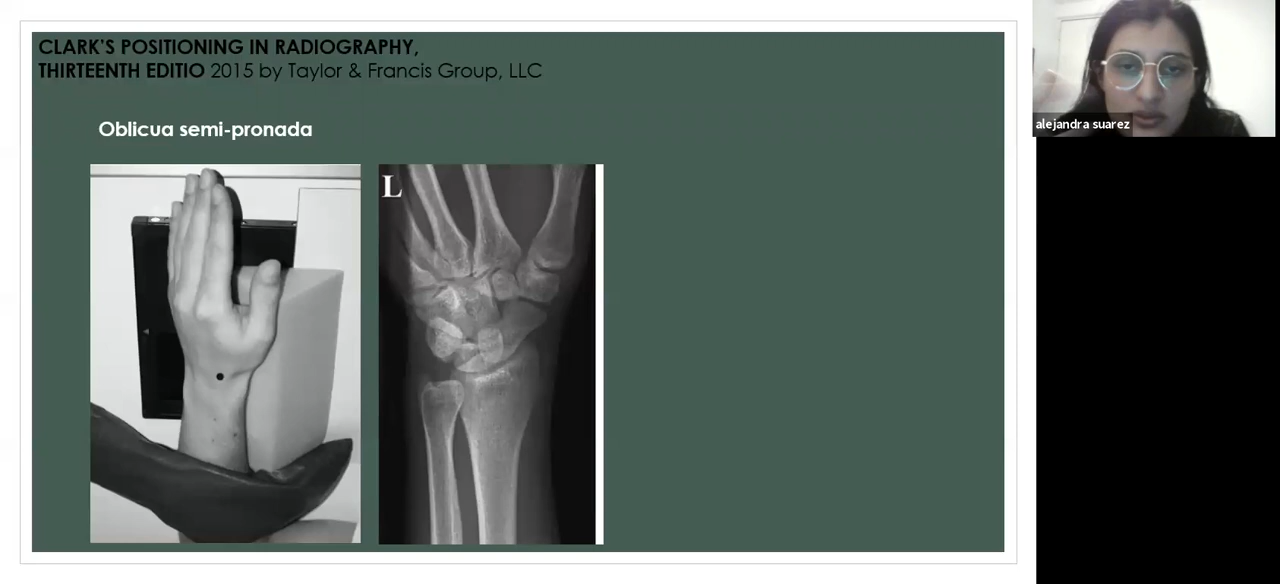 CLARK'S POSITIONING IN RADIOGRAPHY,
THIRTEENTH EDITIO 2015 by Taylor & Francis Group, LLC
Oblicua semi-pronada
L
alejandra suarez